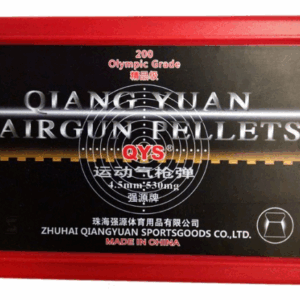 200
Olympic Grade
精品级
QIANG YUAN
AIRGUN PELLETS
QYS®
运动气枪弹
4.5mm 530mg
强源牌
珠海强源体育用品有限公司
ZHUHAI QIANGYUAN SPORTSGOODS CO.,LTD.
MADE IN CHINA